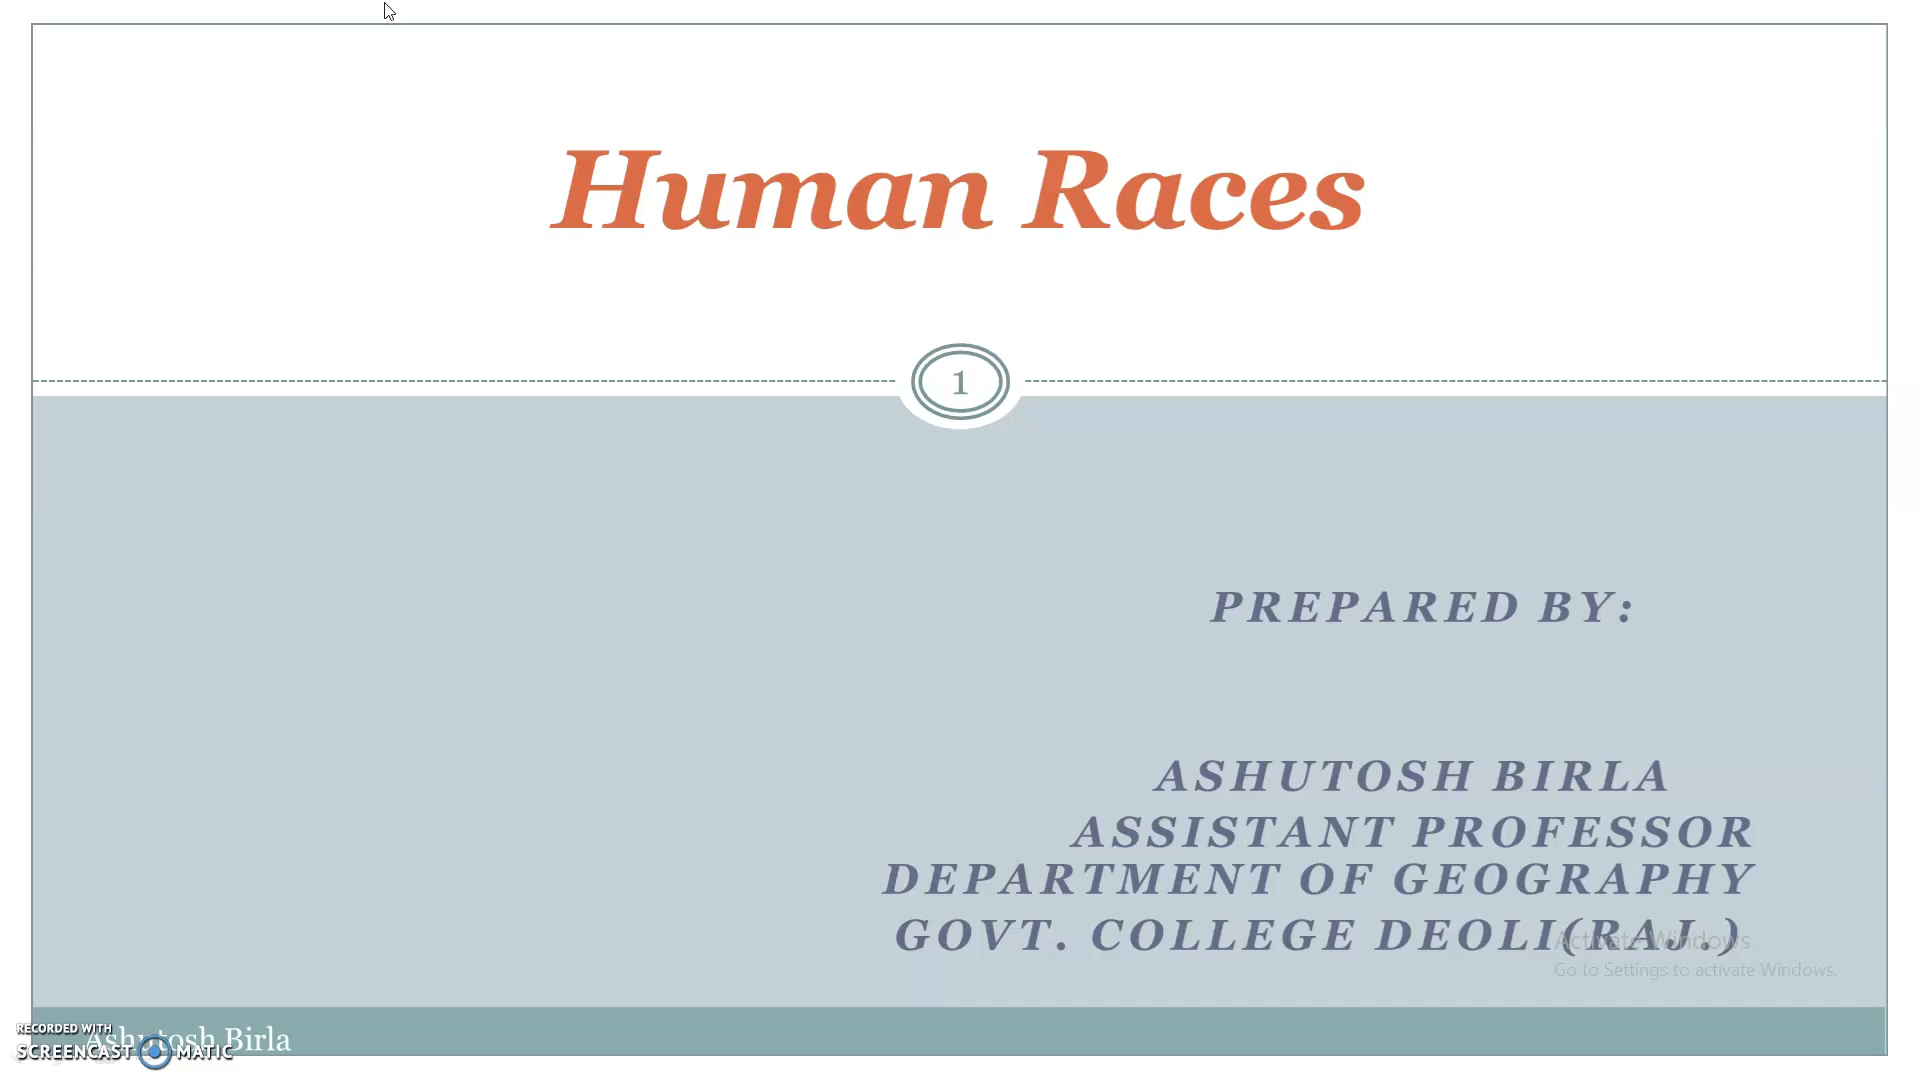 Human Races
1
PREPARED BY:
ASHUTOSH BIRLA
ASSISTANT PROFESSOR
DEPARTMENT OF GEOGRAPHY
GOVT. COLLEGE DEOLI(RAJ.)
Activate Windows
Go to Settings to activate Windows.
Ashutosh Birla
RECORDED WITH
SCREENCAST MATIC